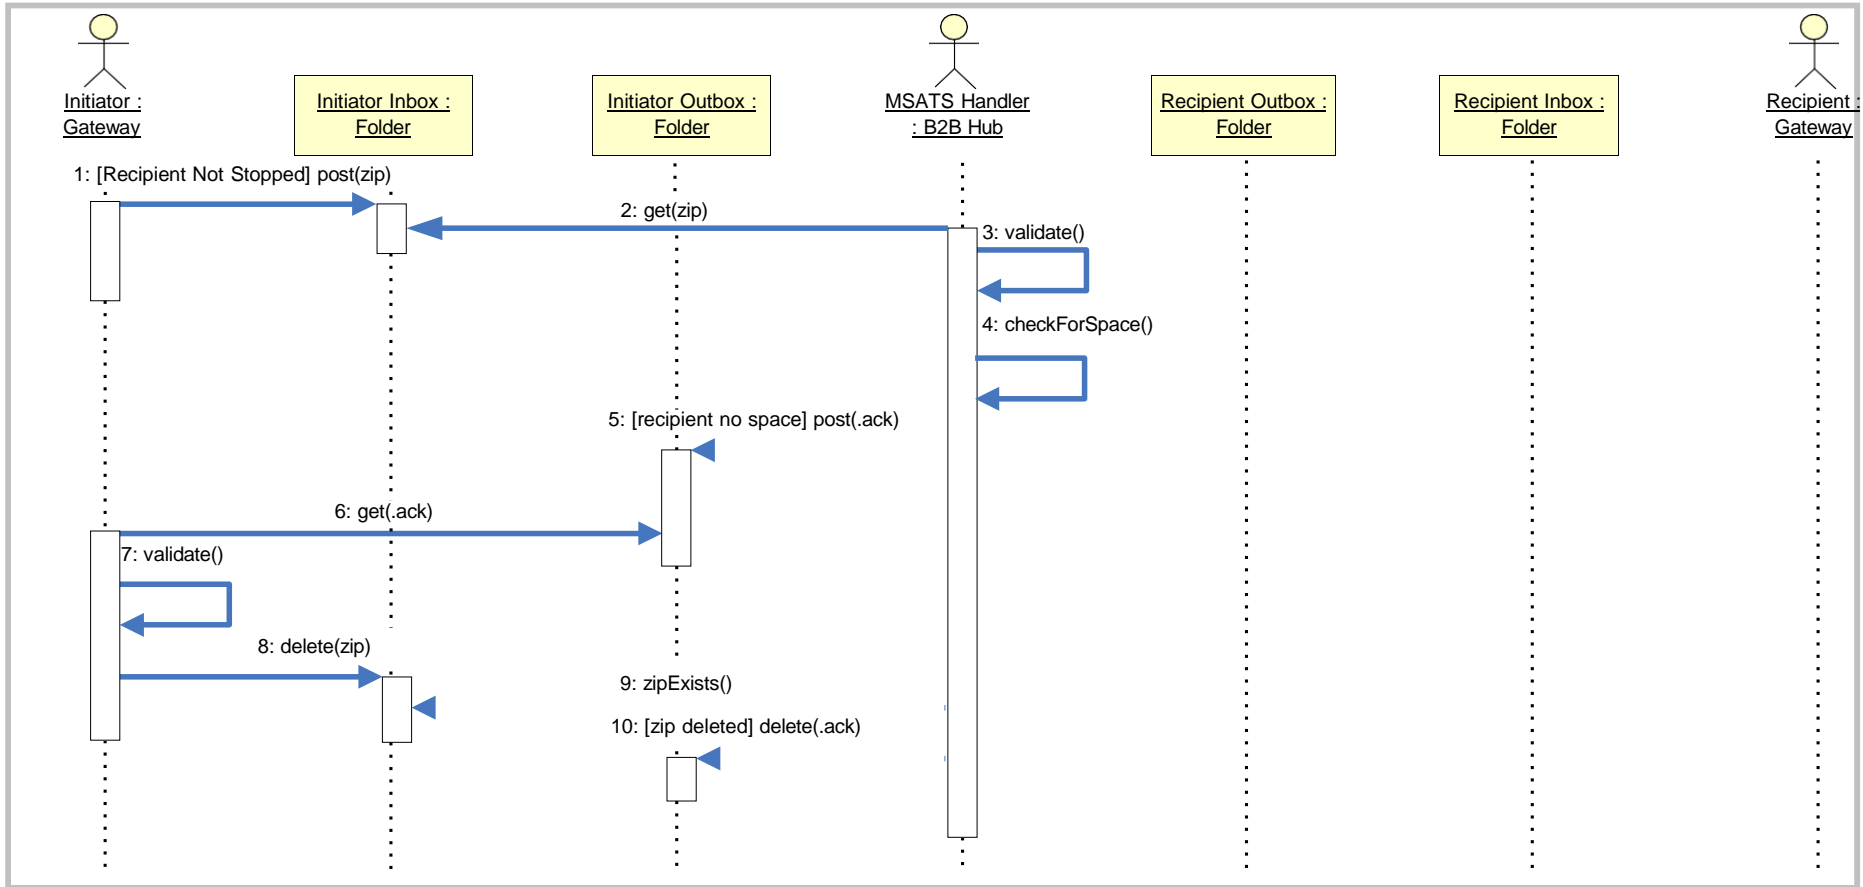 Initiator :
Gateway
Initiator Inbox :
Folder
Initiator Outbox :
Folder
MSATS Handler
: B2B Hub
Recipient Outbox :
Folder
Recipient Inbox :
Folder
Recipient :
Gateway
1: [Recipient Not Stopped] post(zip)
2: get(zip)
3: validate()
4: checkForSpace()
5: [recipient no space] post(.ack)
6: get(.ack)
7: validate()
8: delete(zip)
9: zipExists()
10: [zip deleted] delete(.ack)